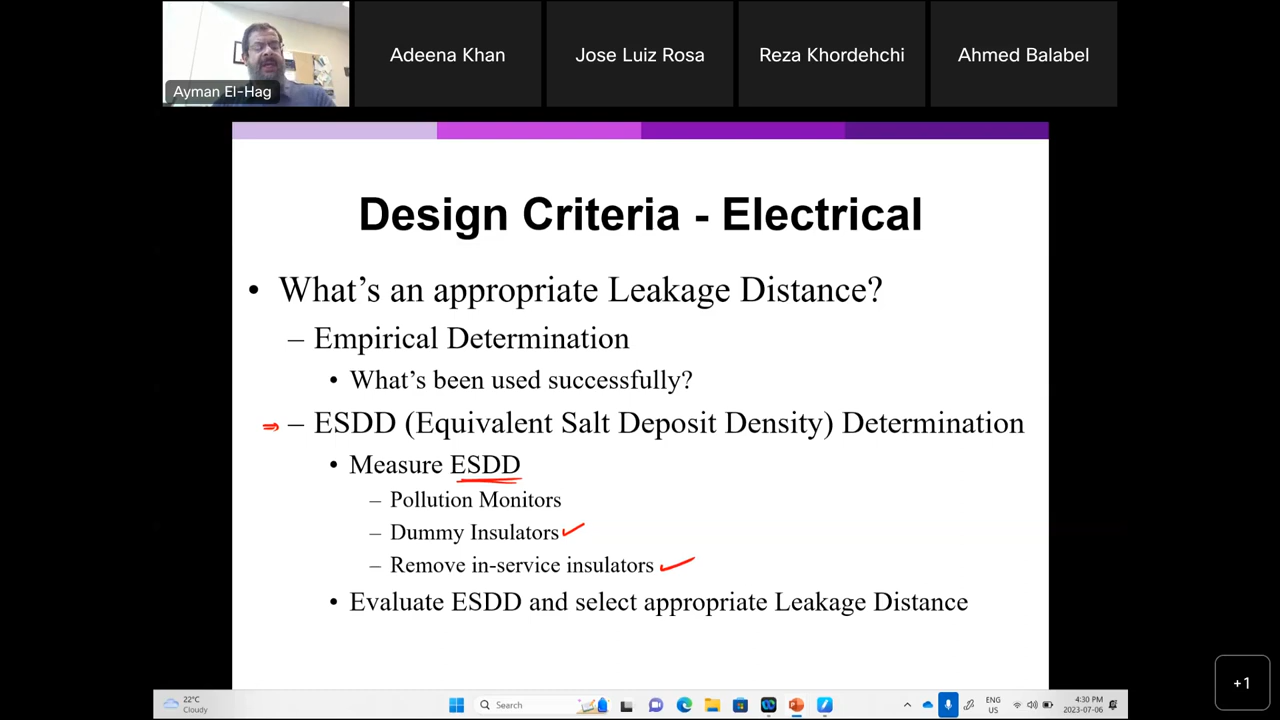 Adeena Khan
Jose Luiz Rosa
Reza Khordehchi
Ahmed Balabel
Ayman El-Hag
Design Criteria - Electrical
• What's an appropriate Leakage Distance?
– Empirical Determination
• What's been used successfully?
– ESDD (Equivalent Salt Deposit Density) Determination
• Measure ESDD
– Pollution Monitors
– Dummy Insulators
– Remove in-service insulators
• Evaluate ESDD and select appropriate Leakage Distance
+1
22°C
Cloudy
Search
ENG
US
4:30 PM
2023-07-06